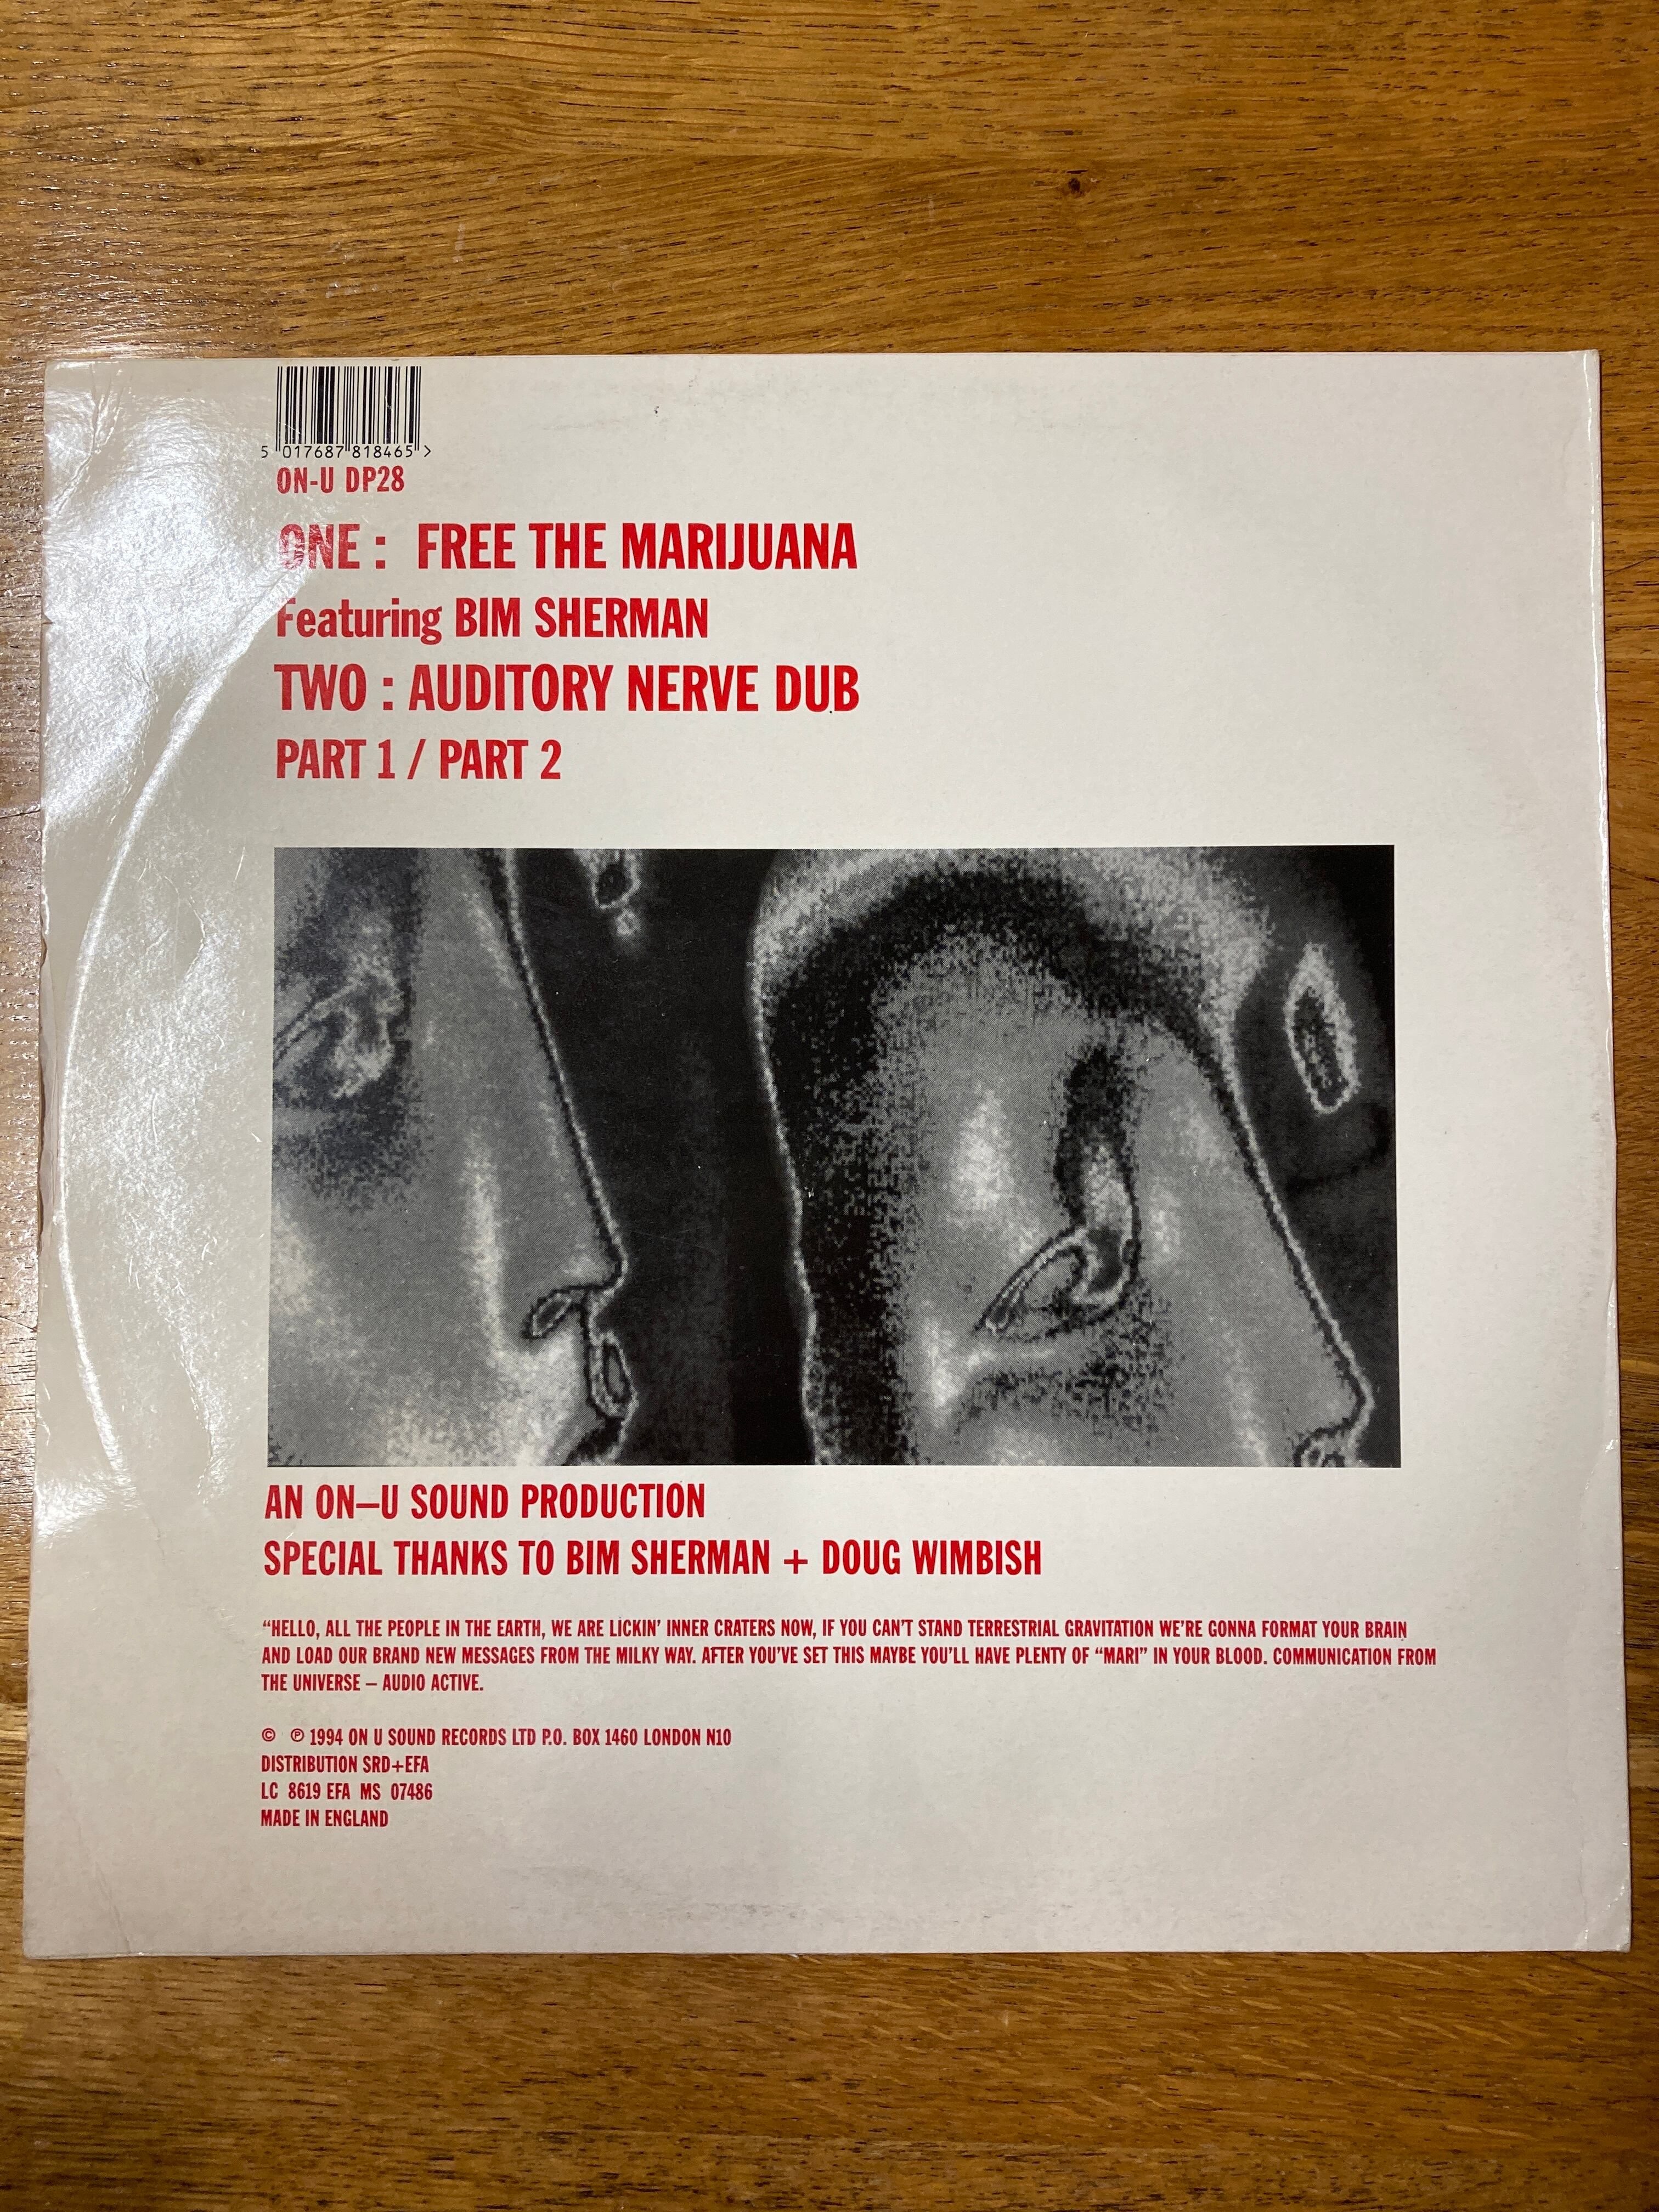 5 017687 818465 >
ON-U DP28
ONE : FREE THE MARIJUANA
Featuring BIM SHERMAN
TWO : AUDITORY NERVE DUB
PART 1 / PART 2
AN ON–U SOUND PRODUCTION
SPECIAL THANKS TO BIM SHERMAN + DOUG WIMBISH
“HELLO, ALL THE PEOPLE IN THE EARTH, WE ARE LICKIN’ INNER CRATERS NOW, IF YOU CAN’T STAND TERRESTRIAL GRAVITATION WE’RE GONNA FORMAT YOUR BRAIN
AND LOAD OUR BRAND NEW MESSAGES FROM THE MILKY WAY. AFTER YOU’VE SET THIS MAYBE YOU’LL HAVE PLENTY OF “MARI” IN YOUR BLOOD. COMMUNICATION FROM
THE UNIVERSE – AUDIO ACTIVE.
© ℗ 1994 ON U SOUND RECORDS LTD P.O. BOX 1460 LONDON N10
DISTRIBUTION SRD+EFA
LC 8619 EFA MS 07486
MADE IN ENGLAND